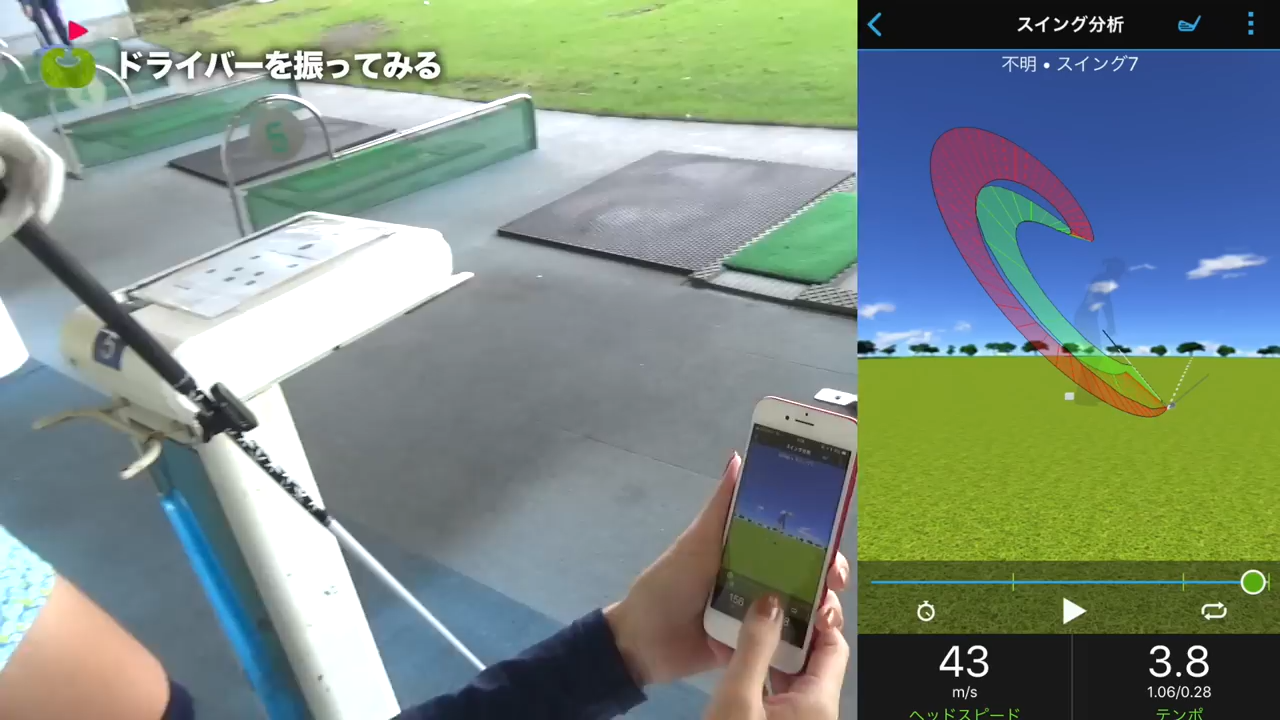 ドライバーを振ってみる
5
5
スイング分析
不明 • スイング7
43
m/s
ヘッドスピード
3.8
1.06/0.28
テンポ